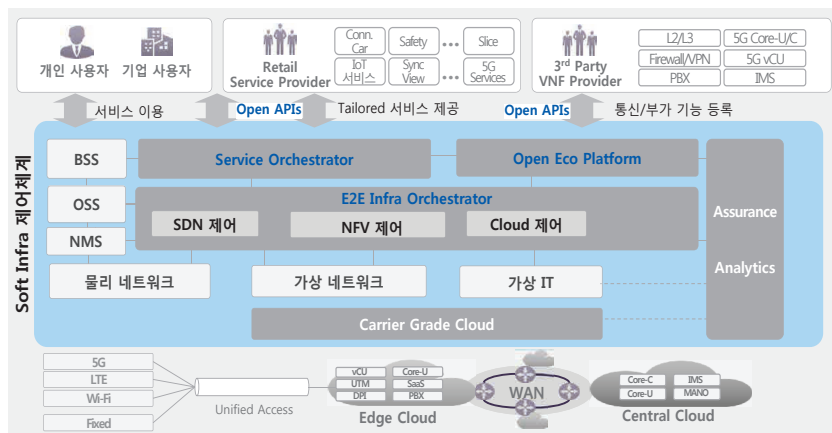 개인 사용자
기업 사용자
Retail
Service Provider
Conn.
Car
Safety
•••
Slice
IoT
서비스
Sync
View
•••
5G
Services
3rd Party
VNF Provider
L2/L3
5G Core-U/C
Firewall/VPN
5G vCU
PBX
IMS
서비스 이용
Open APIs
Tailored 서비스 제공
Open APIs
통신/부가 기능 등록
Soft Infra 제어체계
BSS
Service Orchestrator
Open Eco Platform
OSS
E2E Infra Orchestrator
SDN 제어
NFV 제어
Cloud 제어
NMS
Assurance
Analytics
물리 네트워크
가상 네트워크
가상 IT
Carrier Grade Cloud
5G
LTE
Wi-Fi
Fixed
Unified Access
vCU
Core-U
UTM
SaaS
DPI
PBX
Edge Cloud
WAN
Core-C
IMS
Core-U
MANO
Central Cloud